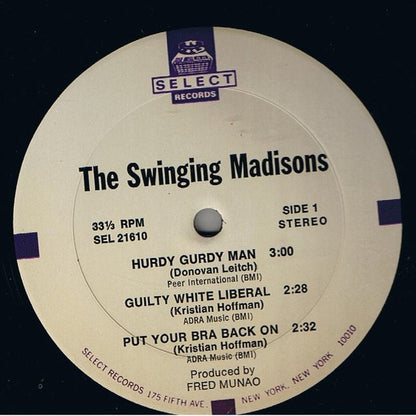 SELECT
RECORDS
The Swinging Madisons
33⅓ RPM
SEL 21610
SIDE 1
STEREO
HURDY GURDY MAN 3:00
(Donovan Leitch)
Peer International (BMI)
GUILTY WHITE LIBERAL 2:28
(Kristian Hoffman)
ADRA Music (BMI)
PUT YOUR BRA BACK ON 2:32
(Kristian Hoffman)
ADRA Music (BMI)
Produced by
FRED MUNAO
SELECT RECORDS 175 FIFTH AVE. NEW YORK, NEW YORK 10010